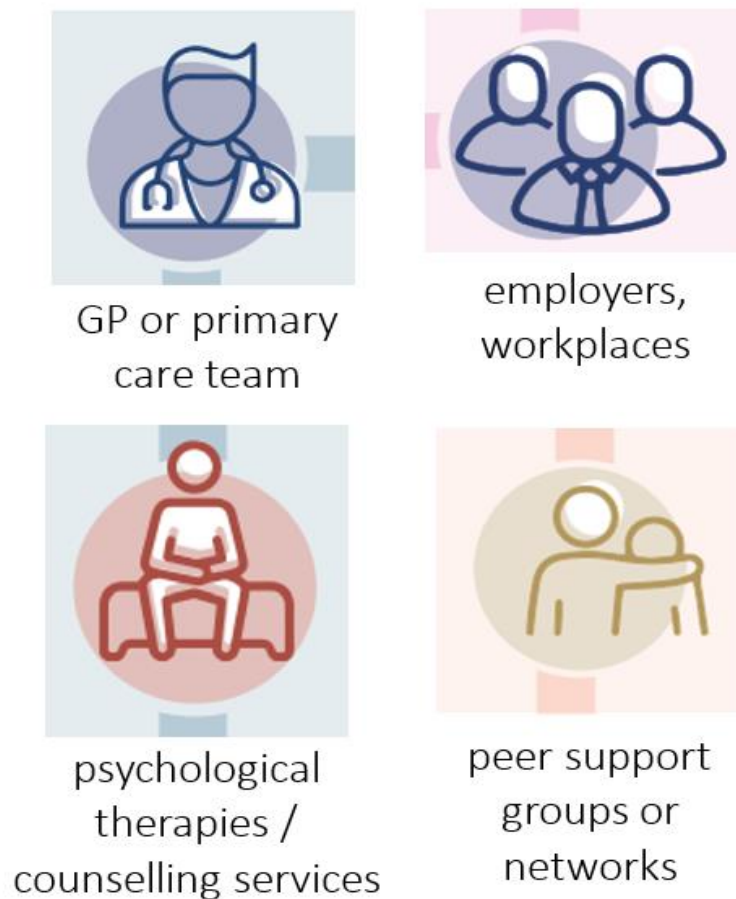 GP or primary
care team
employers,
workplaces
psychological
therapies /
counselling services
peer support
groups or
networks